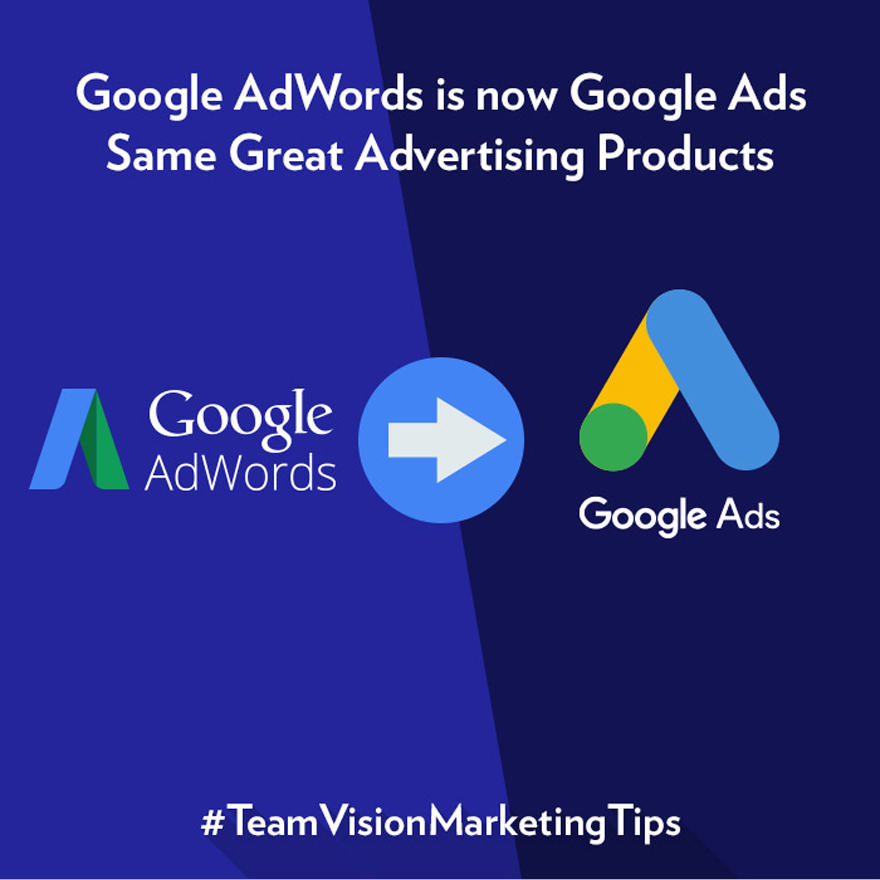 Google AdWords is now Google Ads
Same Great Advertising Products
Google
AdWords
Google Ads
#TeamVisionMarketingTips